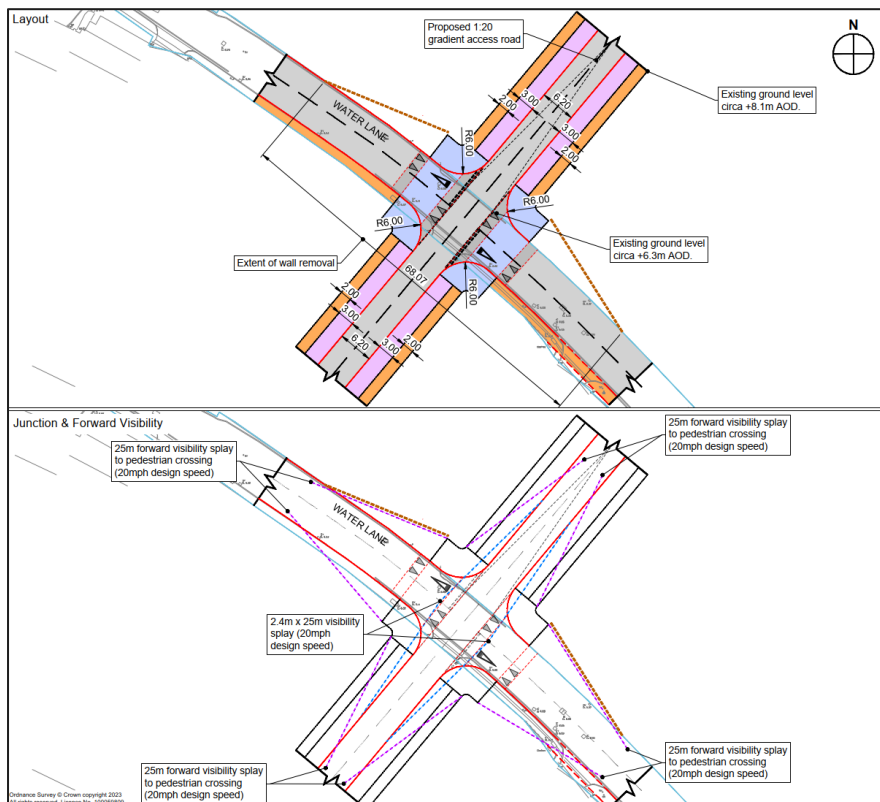 Layout
Proposed 1:20
gradient access road
N
Existing ground level
circa +8.1m AOD.
WATER LANE
2.00
3.00
6.20
3.00
2.00
R6.00
R6.00
R6.00
R6.00
Existing ground level
circa +6.3m AOD.
Extent of wall removal
68.07
2.00
3.00
6.20
3.00
2.00
Junction & Forward Visibility
25m forward visibility splay
to pedestrian crossing
(20mph design speed)
25m forward visibility splay
to pedestrian crossing
(20mph design speed)
WATER LANE
2.4m x 25m visibility
splay (20mph
design speed)
25m forward visibility splay
to pedestrian crossing
(20mph design speed)
25m forward visibility splay
to pedestrian crossing
(20mph design speed)
Ordnance Survey © Crown copyright 2023